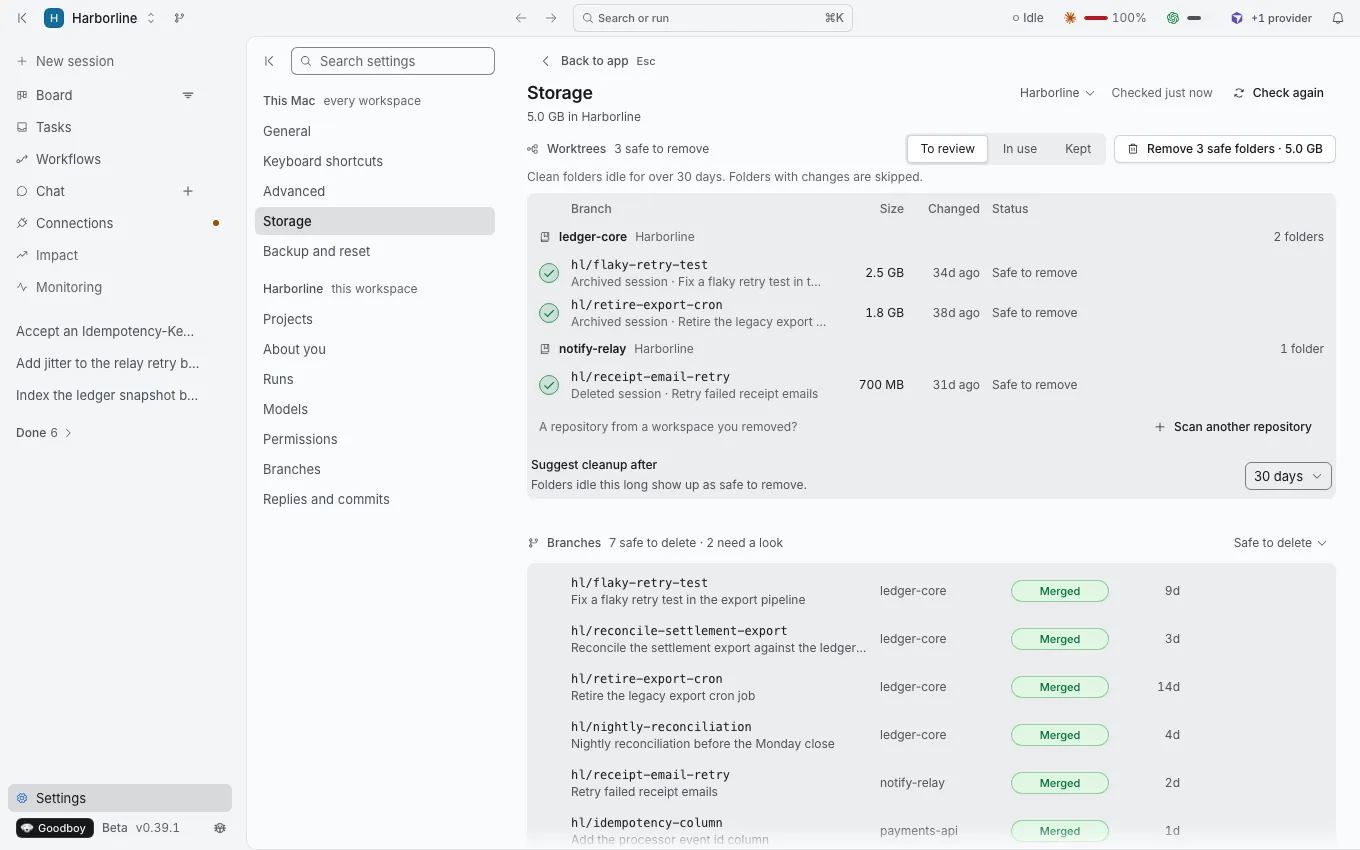 H Harborline
Search or run ⌘K
Idle
100%
+1 provider
New session
Board
Tasks
Workflows
Chat
Connections
Impact
Monitoring
Accept an Idempotency-Ke...
Add jitter to the relay retry b...
Index the ledger snapshot b...
Done 6
Settings
Goodboy Beta v0.39.1
Search settings
This Mac every workspace
General
Keyboard shortcuts
Advanced
Storage
Backup and reset
Harborline this workspace
Projects
About you
Runs
Models
Permissions
Branches
Replies and commits
Back to app Esc
Storage
Harborline Checked just now Check again
5.0 GB in Harborline
Worktrees 3 safe to remove
To review In use Kept
Remove 3 safe folders · 5.0 GB
Clean folders idle for over 30 days. Folders with changes are skipped.
Branch Size Changed Status
ledger-core Harborline 2 folders
hl/flaky-retry-test 2.5 GB 34d ago Safe to remove
Archived session · Fix a flaky retry test in t...
hl/retire-export-cron 1.8 GB 38d ago Safe to remove
Archived session · Retire the legacy export ...
notify-relay Harborline 1 folder
hl/receipt-email-retry 700 MB 31d ago Safe to remove
Deleted session · Retry failed receipt emails
A repository from a workspace you removed? Scan another repository
Suggest cleanup after
Folders idle this long show up as safe to remove.
30 days
Branches 7 safe to delete · 2 need a look Safe to delete
hl/flaky-retry-test ledger-core Merged 9d
Fix a flaky retry test in the export pipeline
hl/reconcile-settlement-export ledger-core Merged 3d
Reconcile the settlement export against the ledger...
hl/retire-export-cron ledger-core Merged 14d
Retire the legacy export cron job
hl/nightly-reconciliation ledger-core Merged 4d
Nightly reconciliation before the Monday close
hl/receipt-email-retry notify-relay Merged 2d
Retry failed receipt emails
hl/idempotency-column payments-api Merged 1d
Add the processor event id column